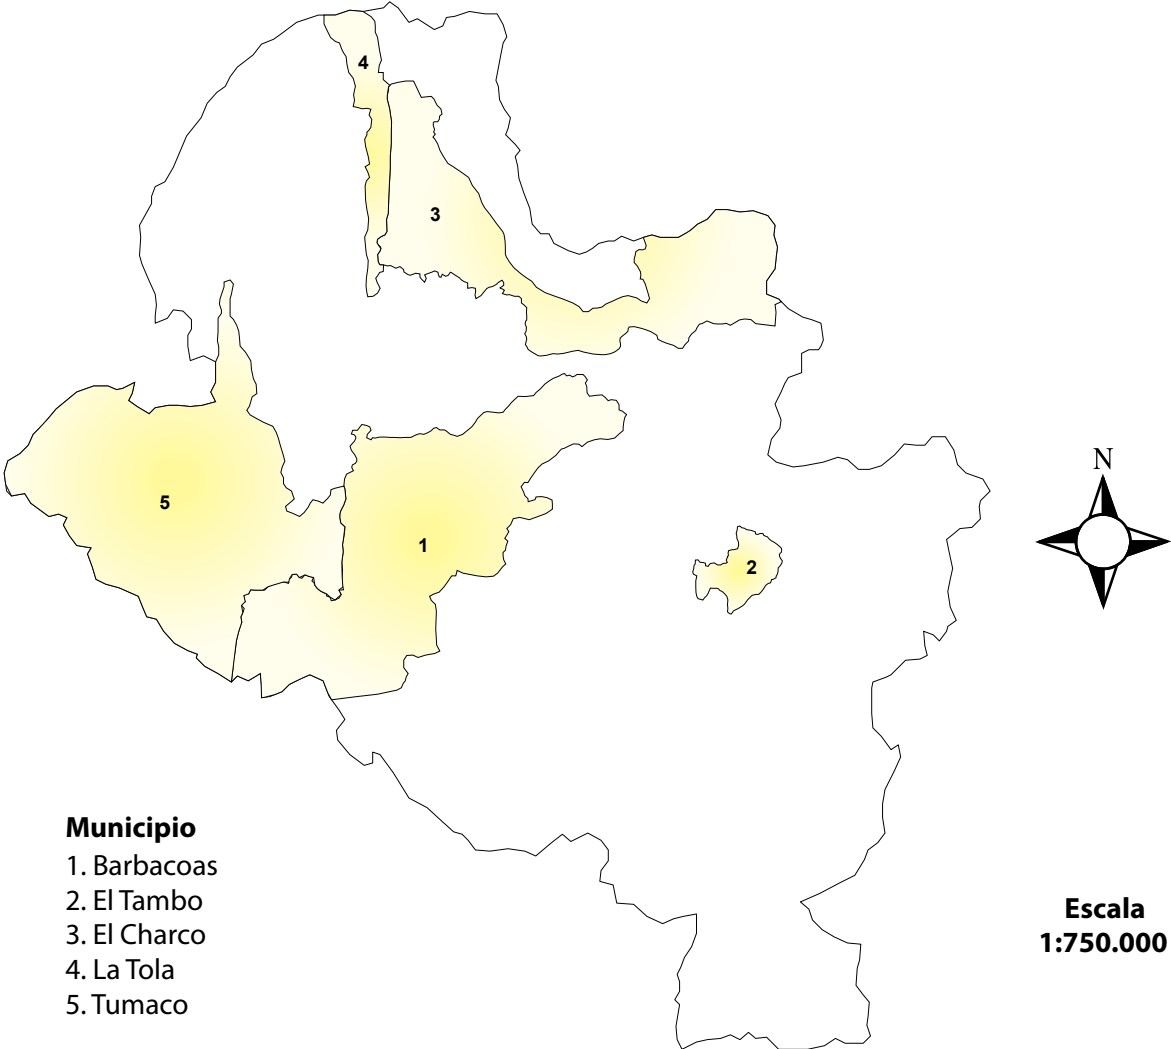 4
3
N
5
1
2
Municipio
1. Barbacoas
2. El Tambo
3. El Charco
4. La Tola
5. Tumaco
Escala
1:750.000